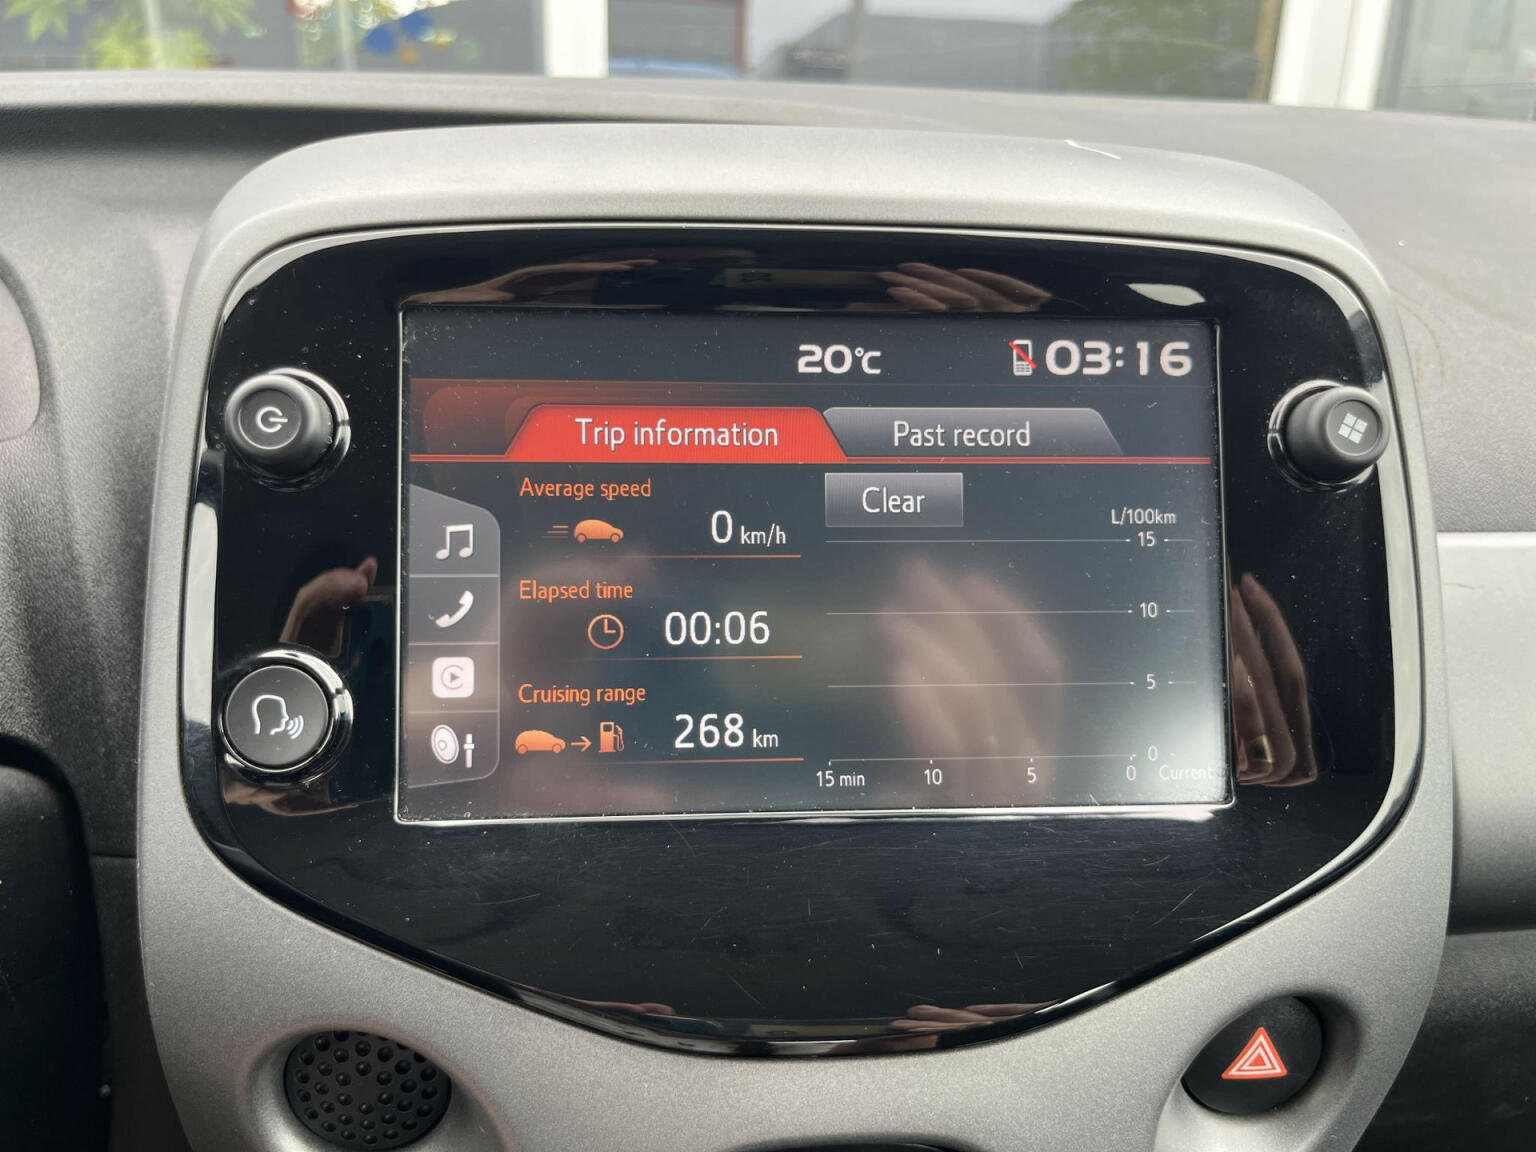 20°C 03:16
Trip information Past record
Average speed Clear
0 km/h
L/100km
15
Elapsed time
10
00:06
5
Cruising range
268 km
0
15 min 10 5 0 Current